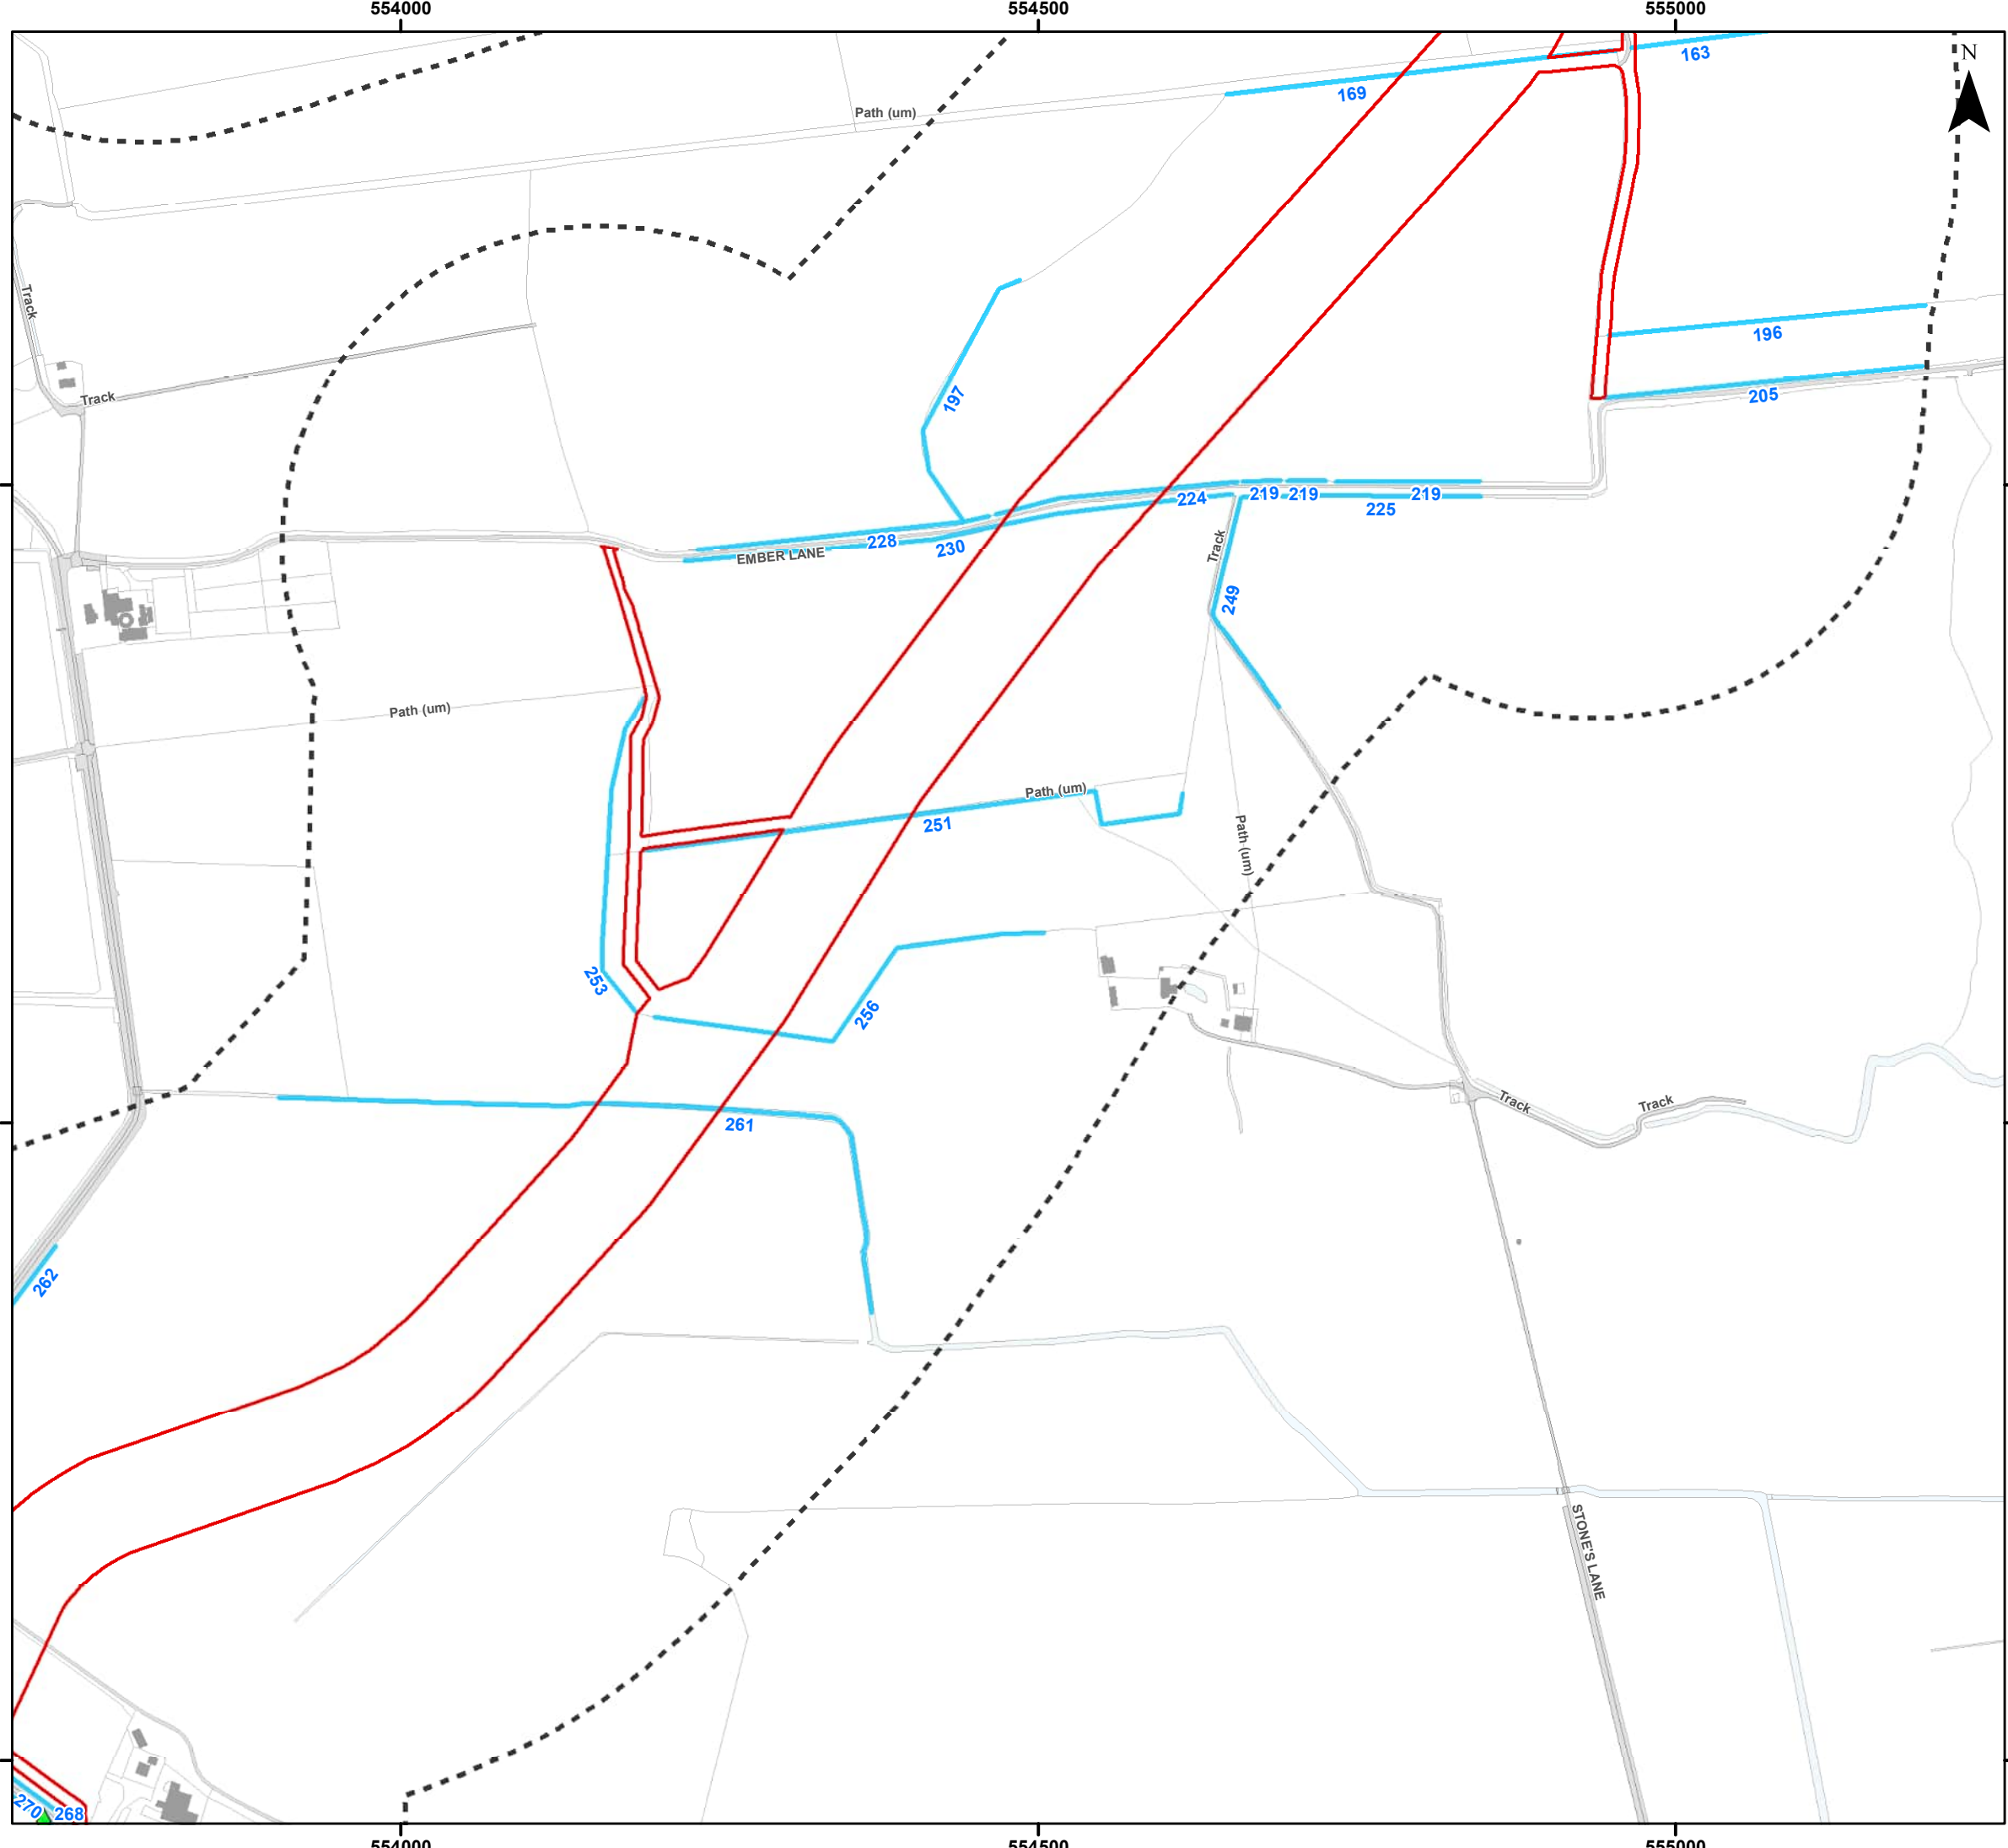 554000
554500
555000
163
N
169
Path (um)
Track
196
Track
205
197
224
219
219
219
225
228
230
EMBER LANE
Track
249
Path (um)
Path (um)
251
Path (um)
253
256
Track
Track
261
262
STONE'S LANE
270
268
554000
554500
555000